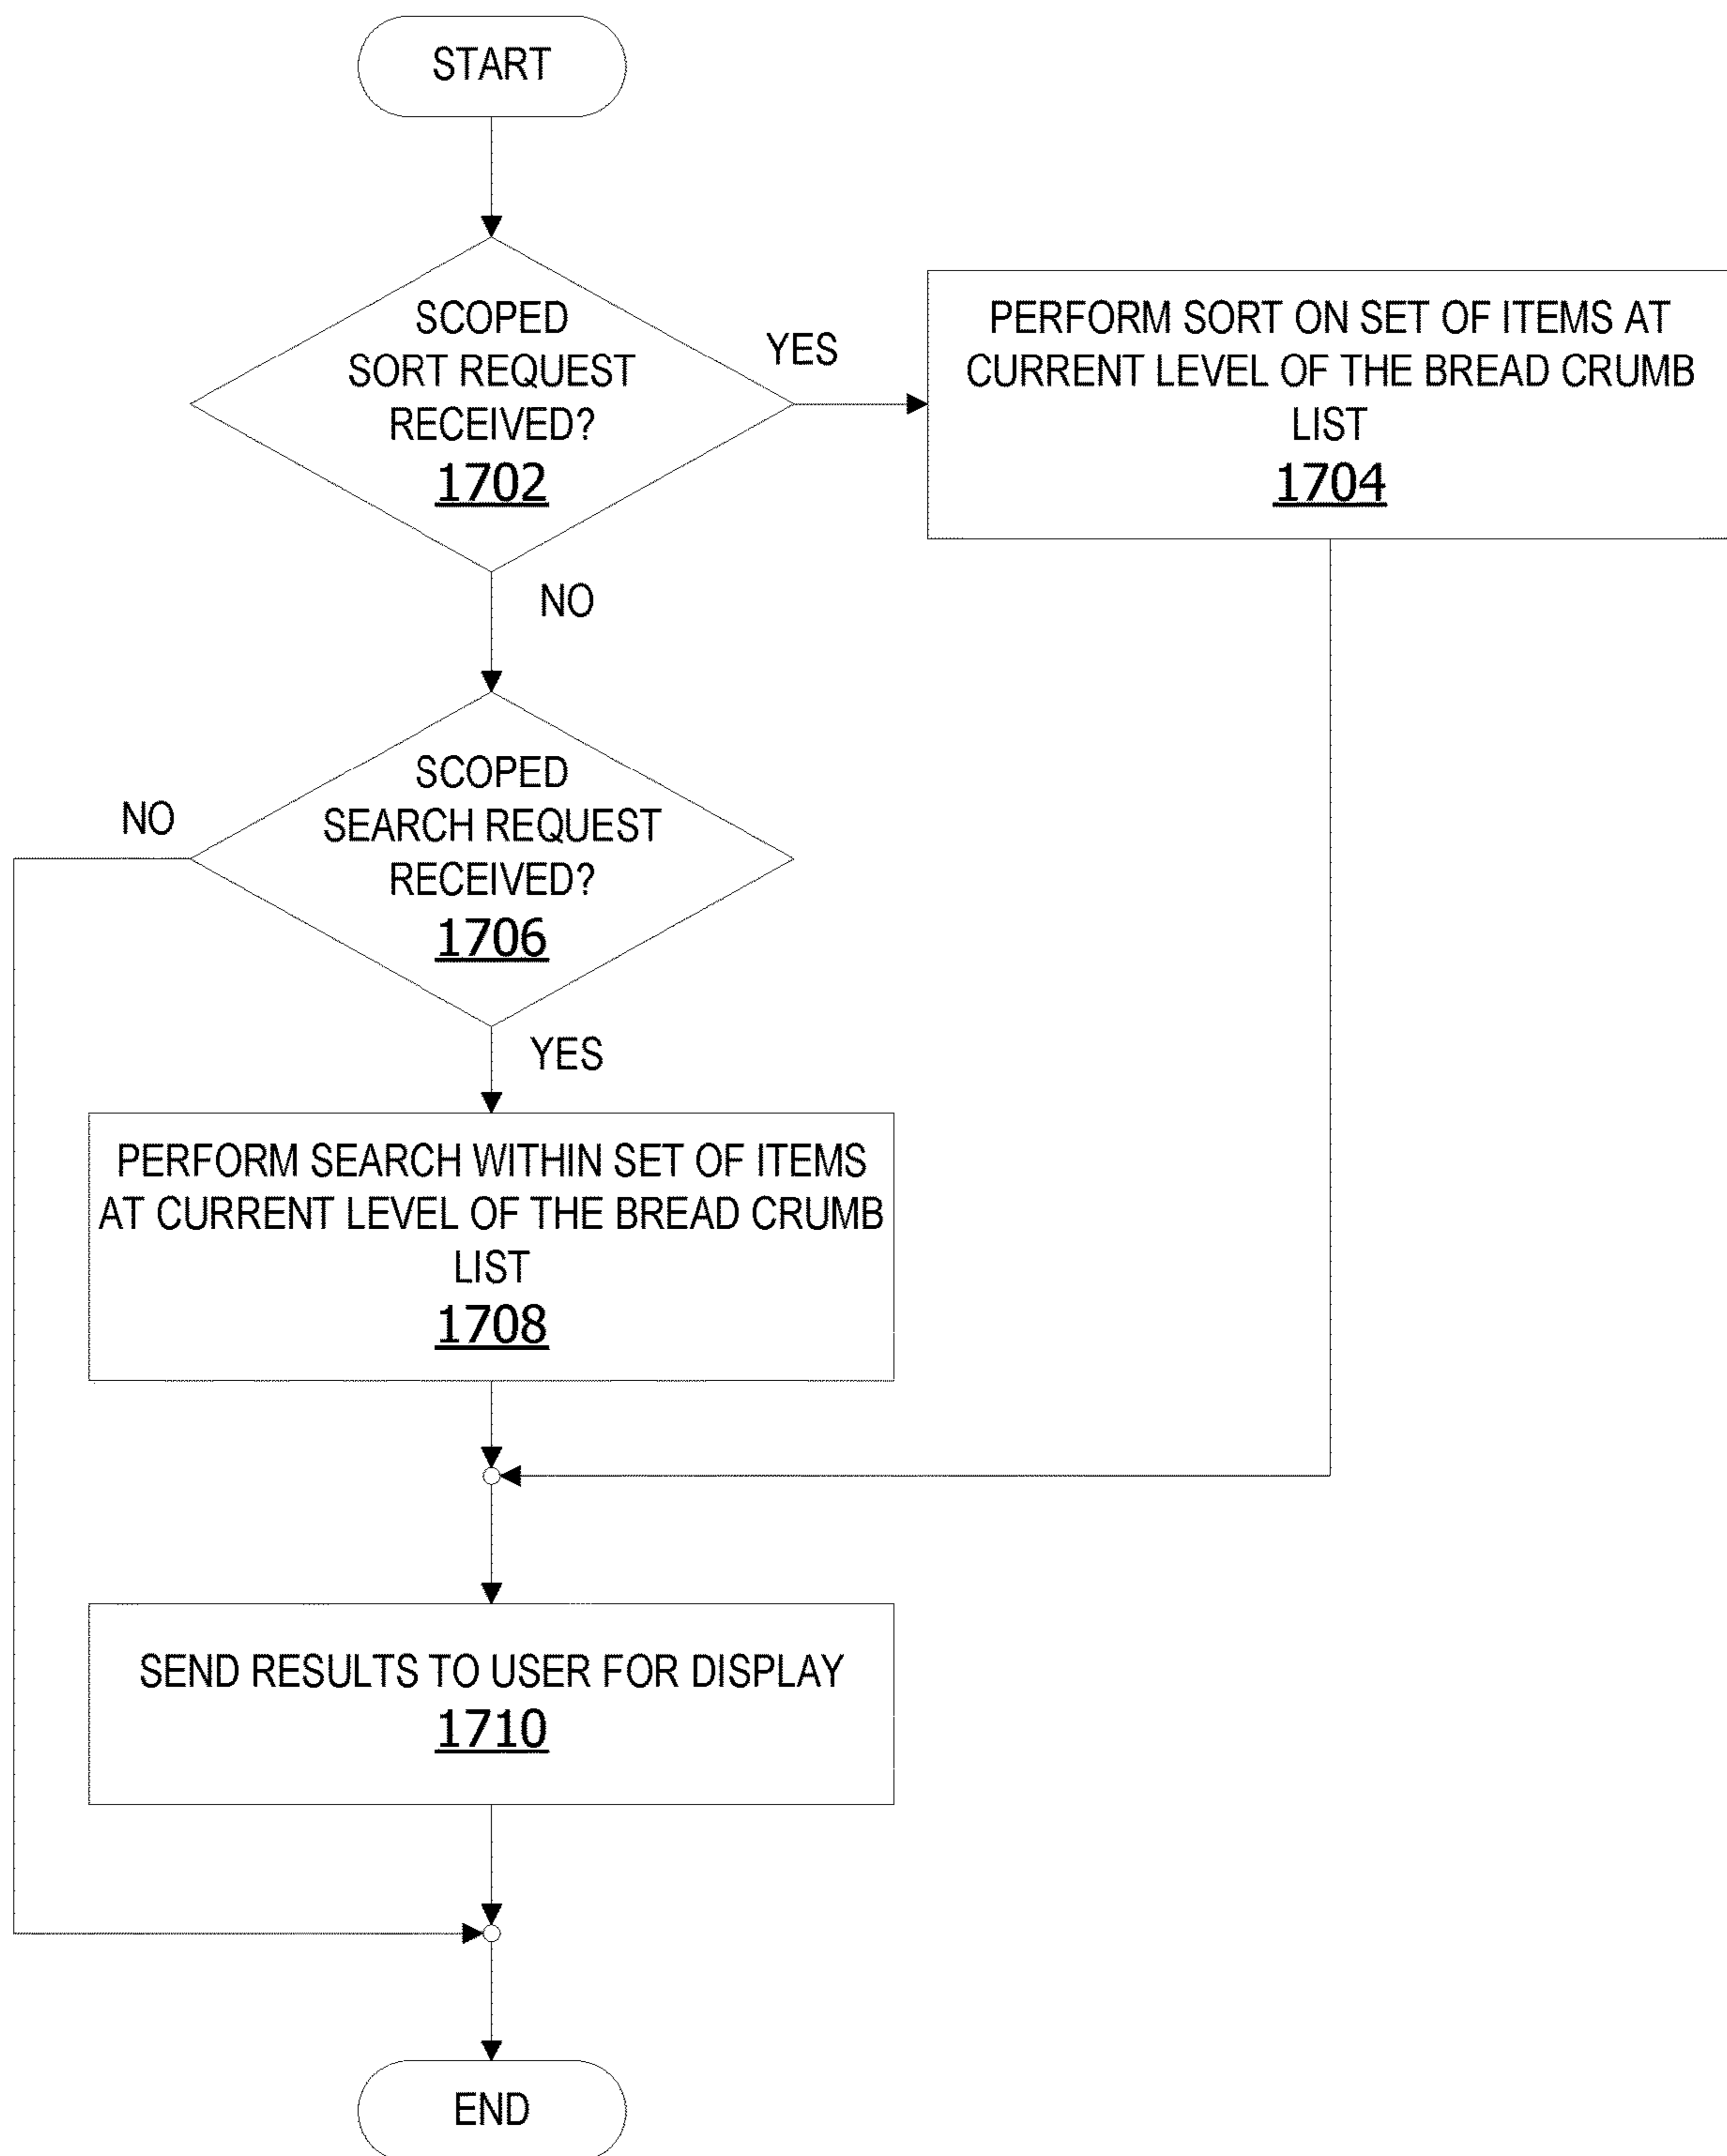 START
SCOPED
SORT REQUEST
RECEIVED?
1702
YES
PERFORM SORT ON SET OF ITEMS AT
CURRENT LEVEL OF THE BREAD CRUMB
LIST
1704
NO
SCOPED
SEARCH REQUEST
RECEIVED?
1706
NO
YES
PERFORM SEARCH WITHIN SET OF ITEMS
AT CURRENT LEVEL OF THE BREAD CRUMB
LIST
1708
SEND RESULTS TO USER FOR DISPLAY
1710
END